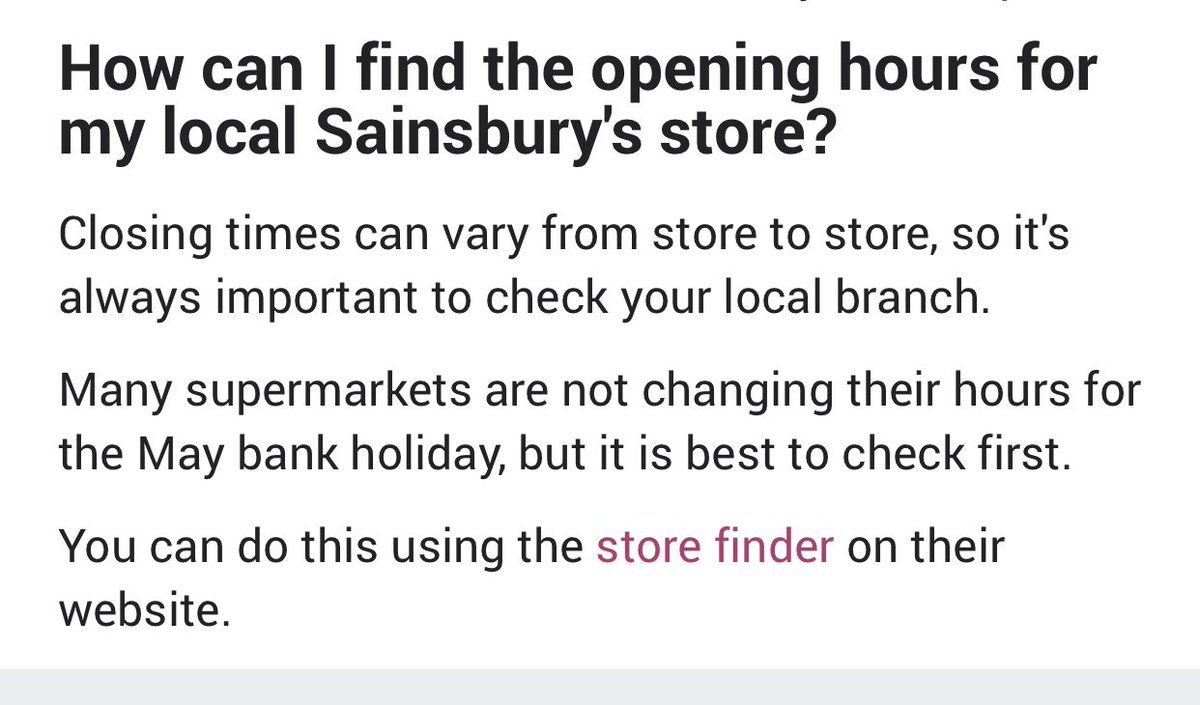 How can I find the opening hours for
my local Sainsbury's store?
Closing times can vary from store to store, so it's
always important to check your local branch.
Many supermarkets are not changing their hours for
the May bank holiday, but it is best to check first.
You can do this using the store finder on their
website.